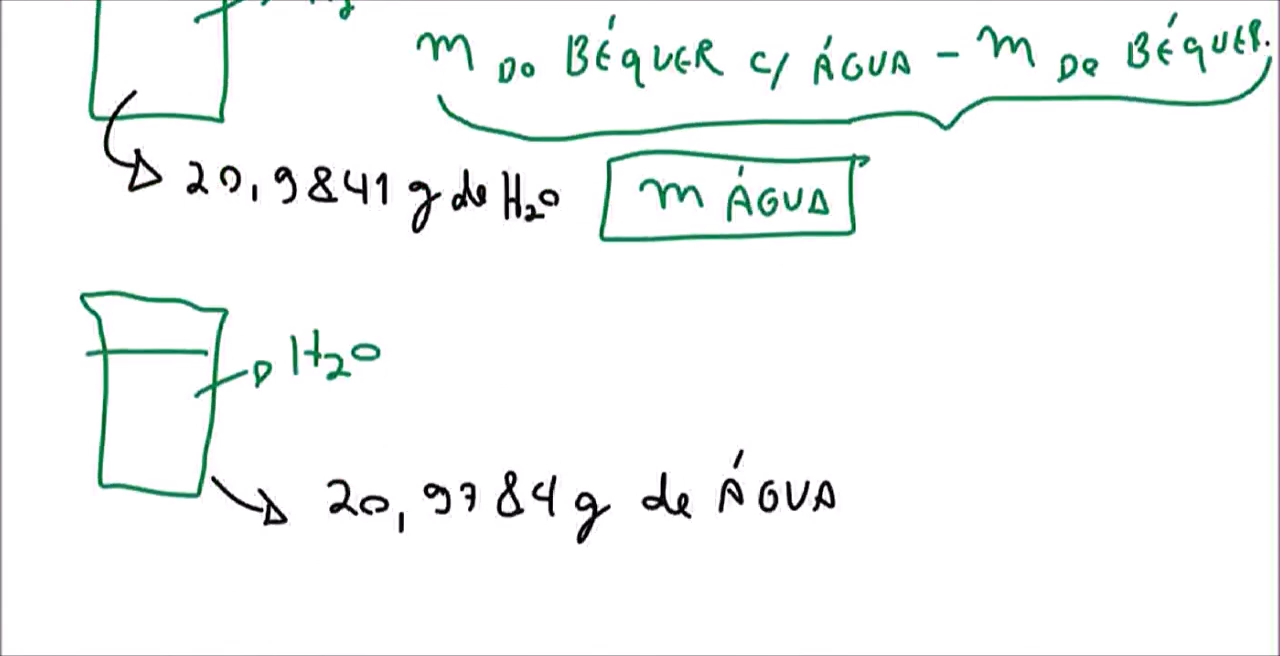 m DO BÉQUER C/ ÁGUA - m DO BÉQUER.
20,9841 g de H₂O
m ÁGUA
H₂O
20,9784 g de ÁGUA